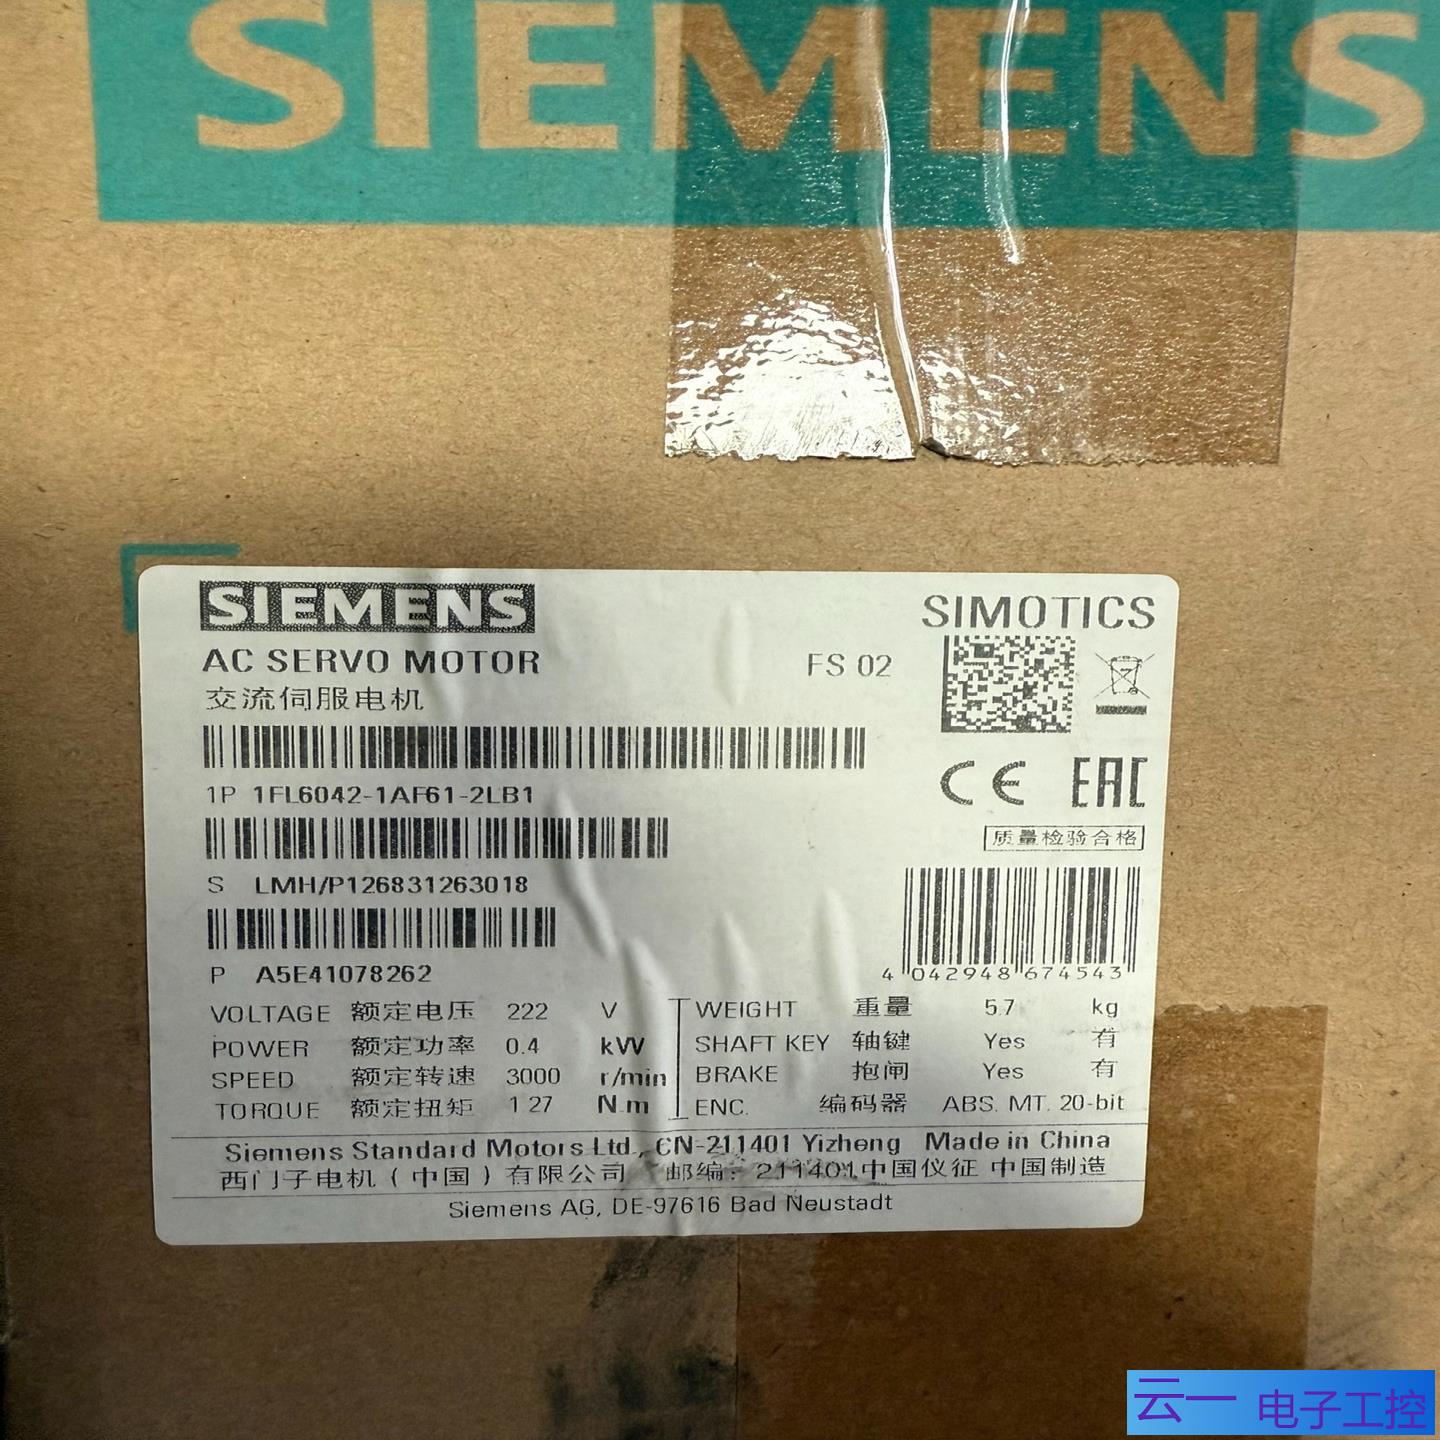 SIEMENS
SIEMENS
SIMOTICS
AC SERVO MOTOR
FS 02
交流伺服电机
1P 1FL6042-1AF61-2LB1
CE EAC
质量检验合格
S LMH/P126831263018
P A5E41078262
4 042948 674543
VOLTAGE 额定电压 222 V
POWER 额定功率 0.4 kW
SPEED 额定转速 3000 r/min
TORQUE 额定扭矩 1.27 N.m
WEIGHT 重量 5.7 kg
SHAFT KEY 轴键 Yes 有
BRAKE 抱闸 Yes 有
ENC. 编码器 ABS. MT. 20-bit
Siemens Standard Motors Ltd., CN-211401 Yizheng Made in China
西门子电机(中国)有限公司 邮编: 211401中国仪征 中国制造
Siemens AG, DE-97616 Bad Neustadt
云一 电子工控